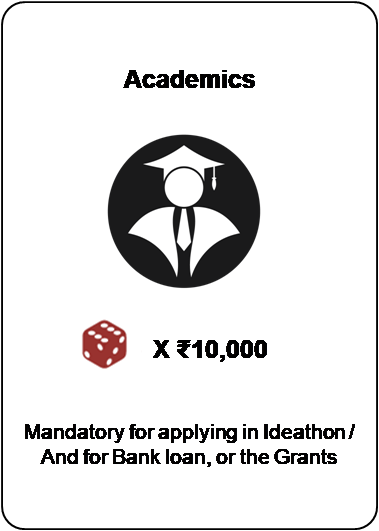 Academics
X ₹10,000
Mandatory for applying in Ideathon /
And for Bank loan, or the Grants